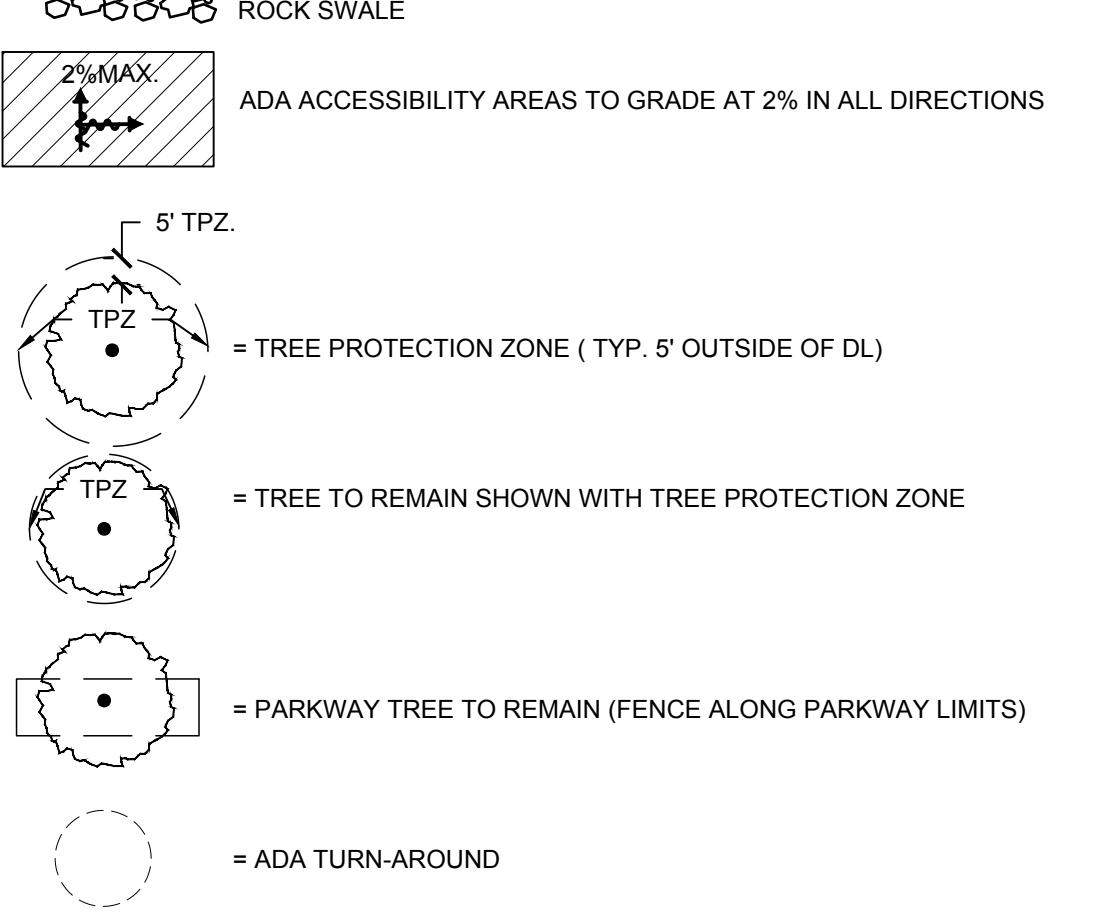 ROCK SWALE
2%MAX.
ADA ACCESSIBILITY AREAS TO GRADE AT 2% IN ALL DIRECTIONS
5' TPZ.
TPZ
= TREE PROTECTION ZONE ( TYP. 5' OUTSIDE OF DL)
TPZ
= TREE TO REMAIN SHOWN WITH TREE PROTECTION ZONE
= PARKWAY TREE TO REMAIN (FENCE ALONG PARKWAY LIMITS)
= ADA TURN-AROUND